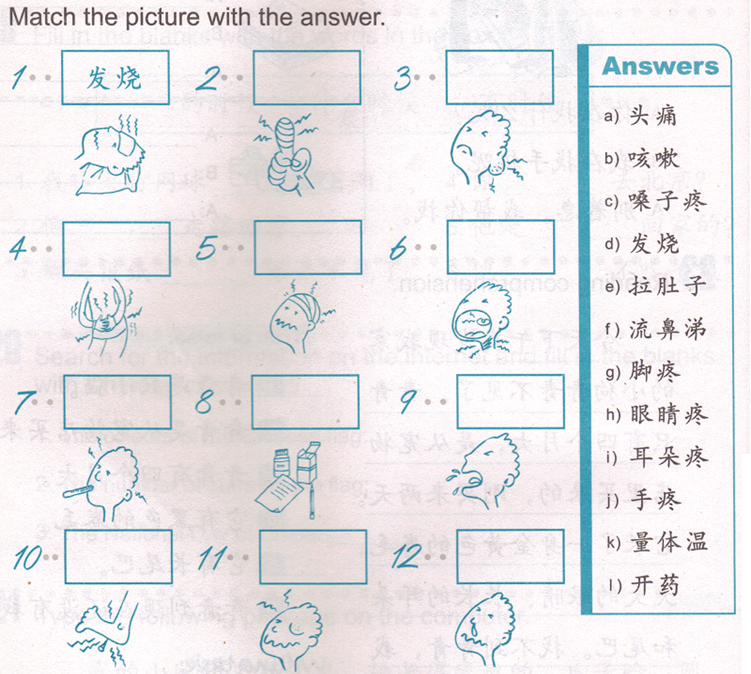 Match the picture with the answer.
1 发烧
2
3
4
5
6
7
8
9
10
11
12
Answers
a) 头痛
b) 咳嗽
c) 嗓子疼
d) 发烧
e) 拉肚子
f) 流鼻涕
g) 脚疼
h) 眼睛疼
i) 耳朵疼
j) 手疼
k) 量体温
l) 开药